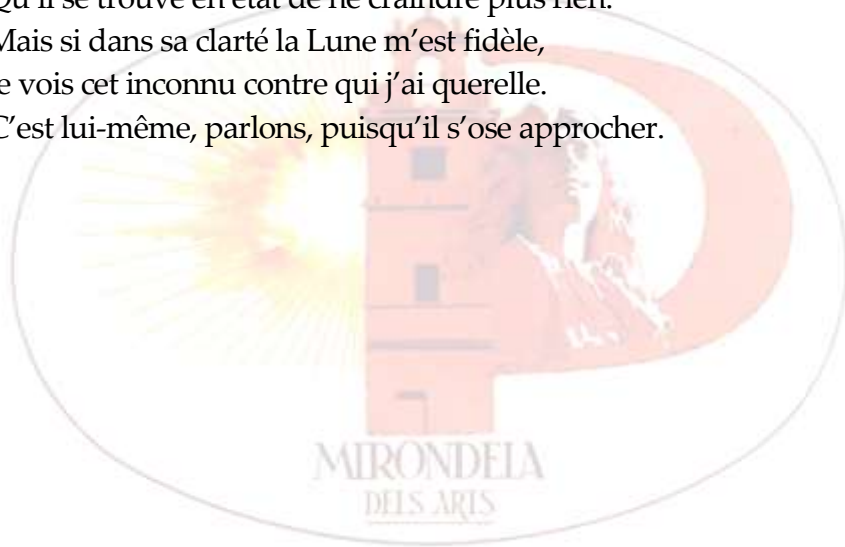 Qu'il se trouve en état de ne craindre plus rien.
Mais si dans sa clarté la Lune m'est fidèle,
e vois cet inconnu contre qui j'ai querelle.
C'est lui-même, parlons, puisqu'il s'ose approcher.
MIRONDELA
DELS ARTS